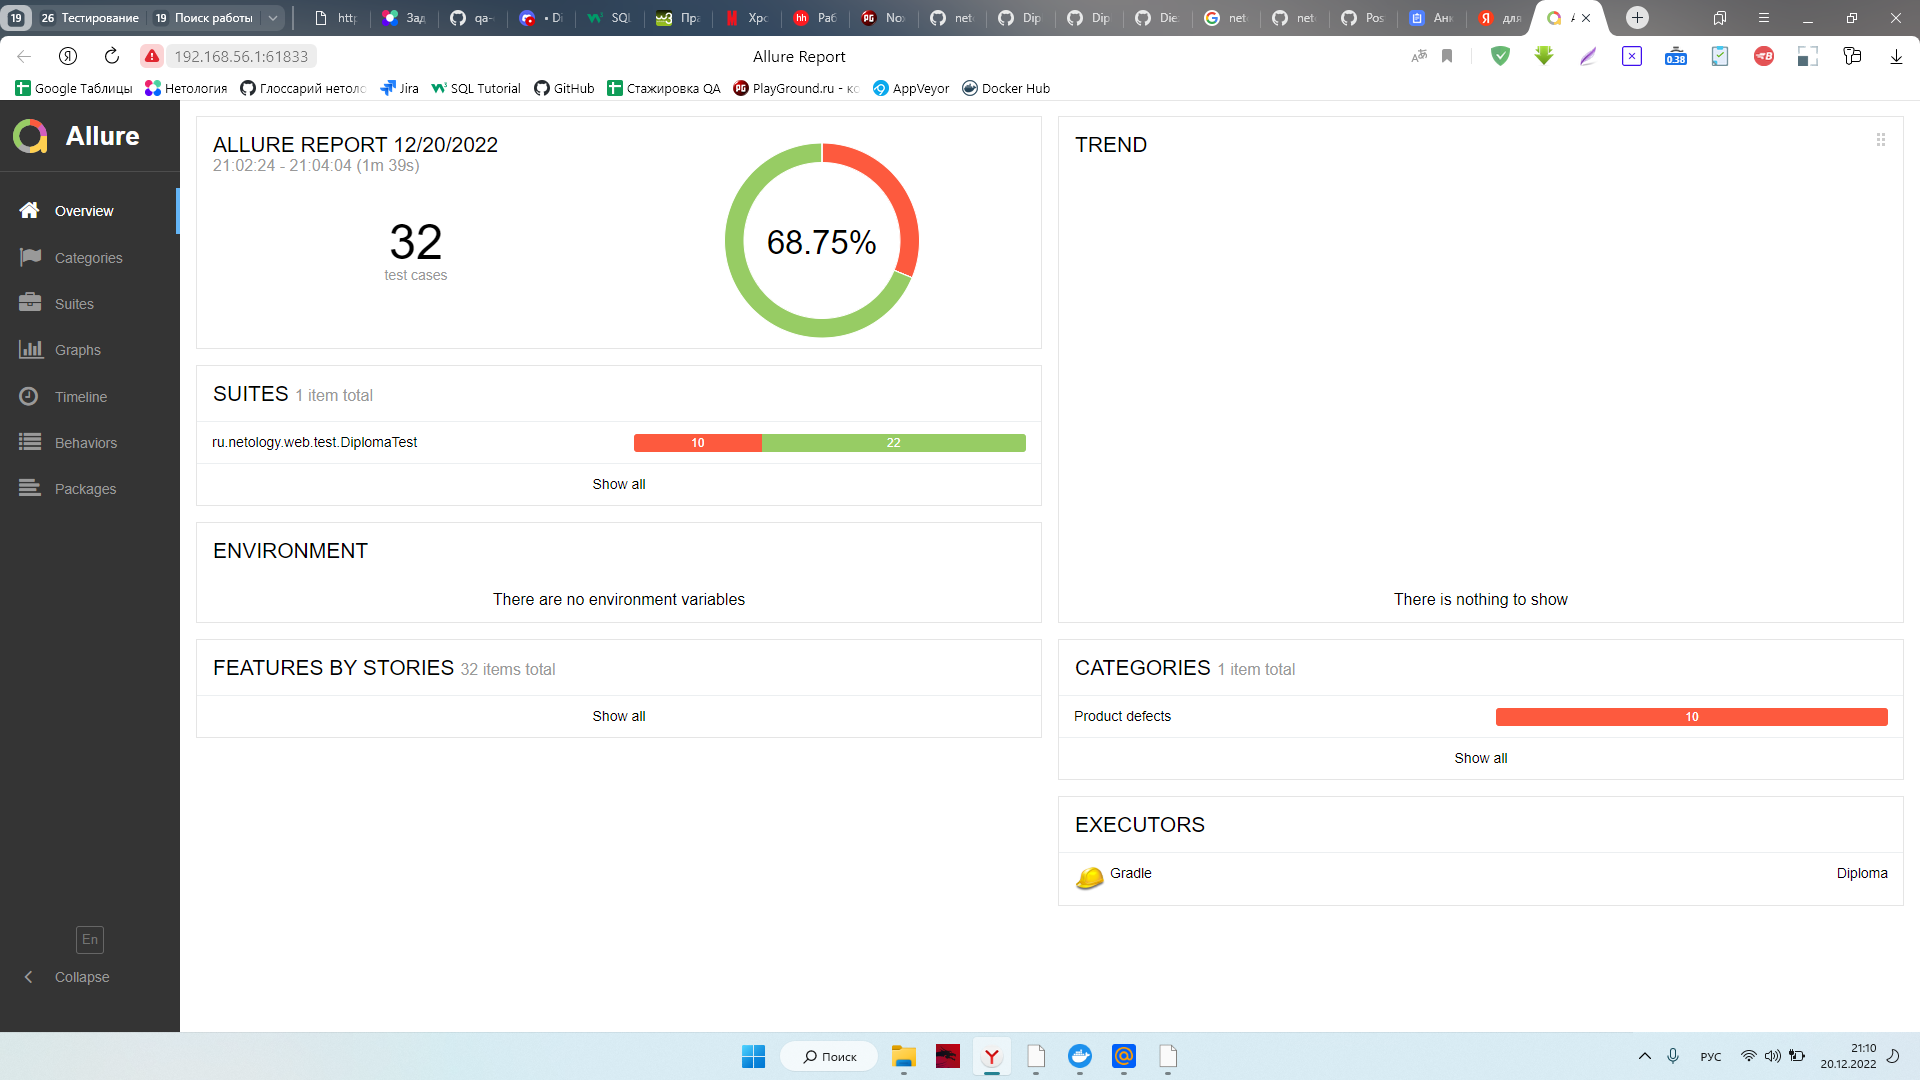 19 26 Тестирование 19 Поиск работы http Зад qa- • Di SQL Пра Хрс Раб No net Dip Dip Die net net Pos Анк для
192.168.56.1:61833 Allure Report 0.38
Google Таблицы Нетология Глоссарий нетоло Jira SQL Tutorial GitHub Стажировка QA PlayGround.ru - ко AppVeyor Docker Hub
Allure
Overview
Categories
Suites
Graphs
Timeline
Behaviors
Packages
En
Collapse
ALLURE REPORT 12/20/2022
21:02:24 - 21:04:04 (1m 39s)
32
test cases
68.75%
SUITES 1 item total
ru.netology.web.test.DiplomaTest 10 22
Show all
ENVIRONMENT
There are no environment variables
FEATURES BY STORIES 32 items total
Show all
TREND
There is nothing to show
CATEGORIES 1 item total
Product defects 10
Show all
EXECUTORS
Gradle Diploma
Поиск
РУС
21:10
20.12.2022